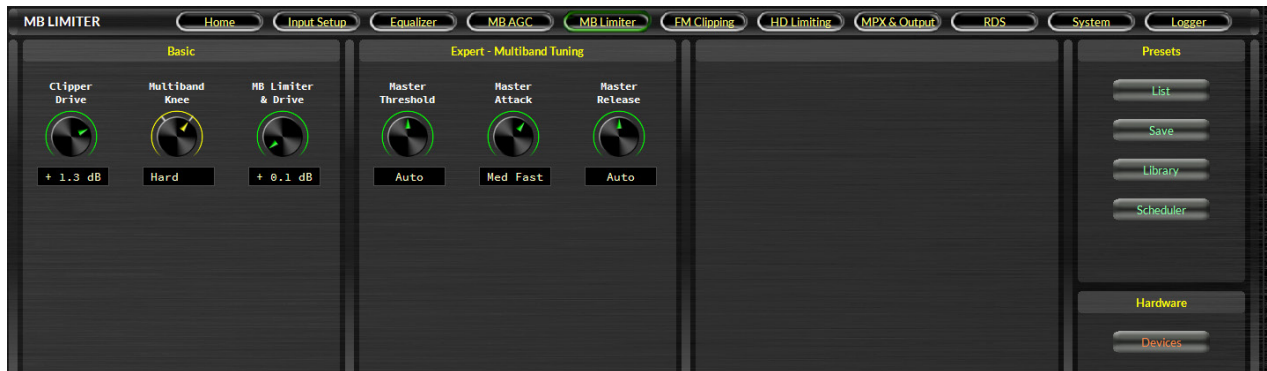 MB LIMITER
Home
Input Setup
Equalizer
MB AGC
MB Limiter
FM Clipping
HD Limiting
MPX & Output
RDS
System
Logger
Basic
Clipper
Drive
Multiband
Knee
MB Limiter
& Drive
+ 1.3 dB
Hard
+ 0.1 dB
Expert - Multiband Tuning
Master
Threshold
Master
Attack
Master
Release
Auto
Med Fast
Auto
Presets
List
Save
Library
Scheduler
Hardware
Devices